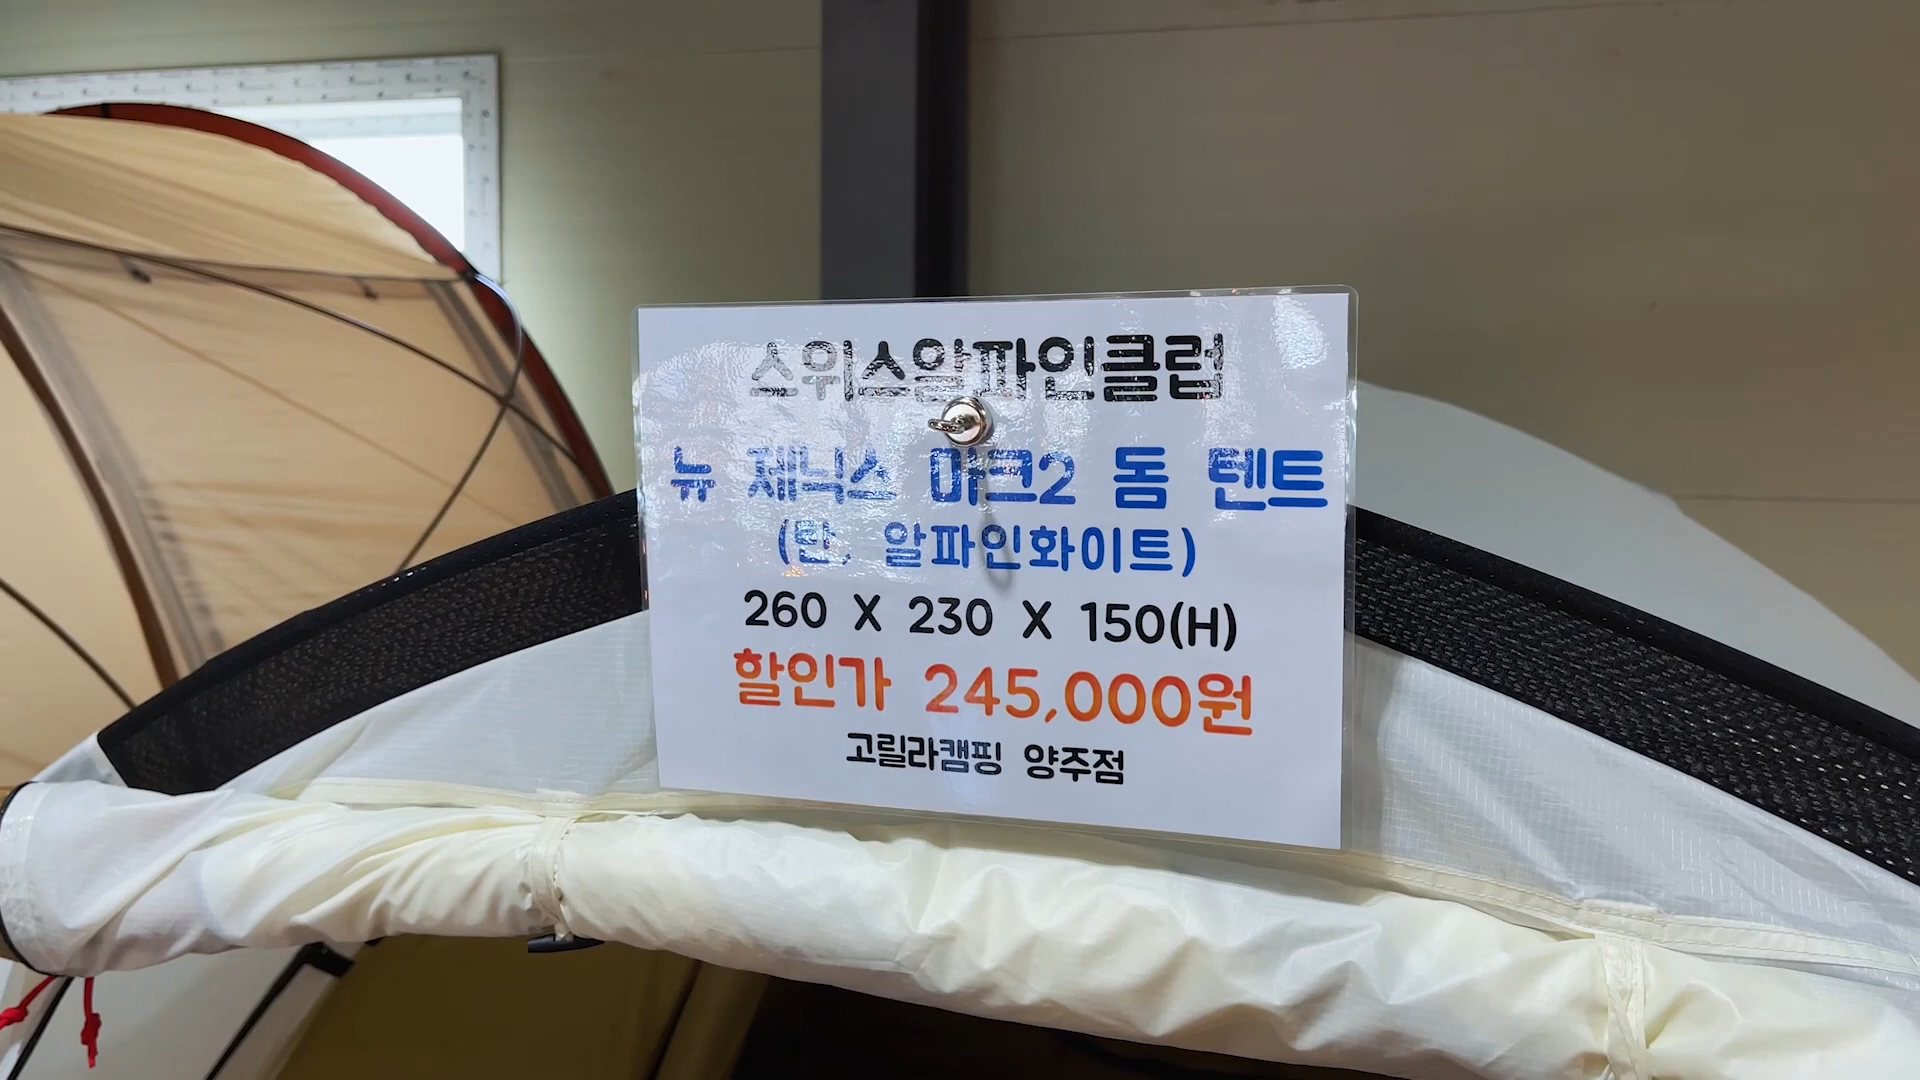 스위스알파인클럽
뉴 제닉스 마크2 돔 텐트
(탄, 알파인화이트)
260 X 230 X 150(H)
할인가 245,000원
고릴라캠핑 양주점